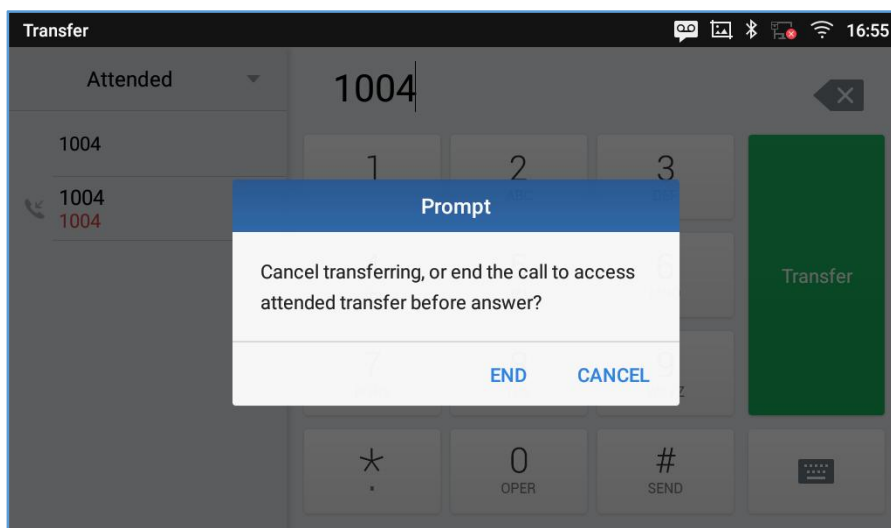 Transfer
16:55
Attended
1004
1004
1004
1004
1
2
3
Prompt
Cancel transferring, or end the call to access
attended transfer before answer?
Transfer
END
CANCEL
*
0
#
OPER
SEND